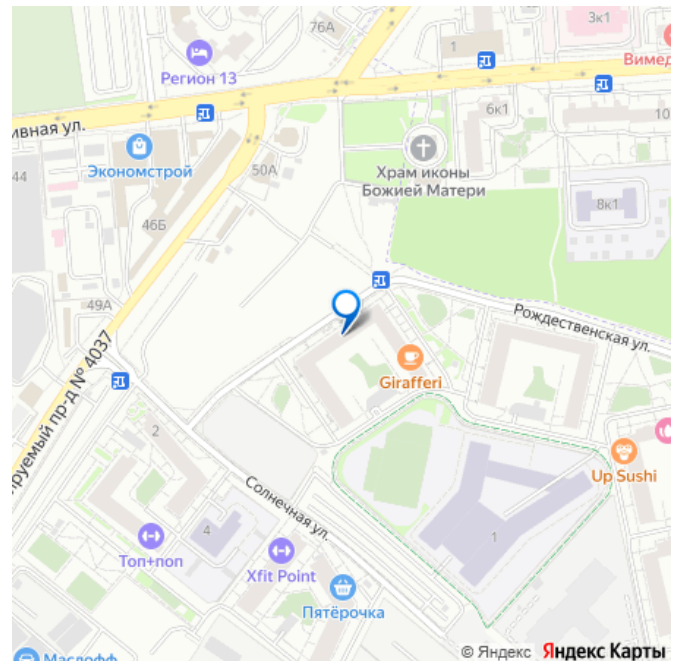 76А
3к1
1
Регион 13
Вимед
ивная ул.
6к1
10
Экономстрой
50А
Храм иконы
Божией Матери
44
46Б
8к1
49А
Рождественская ул.
руемый пр-д № 4037
Girafferi
2
Солнечная ул.
Up Sushi
4
1
Топ+поп
Xfit Point
Пятёрочка
Маслофф
© Яндекс Яндекс Карты